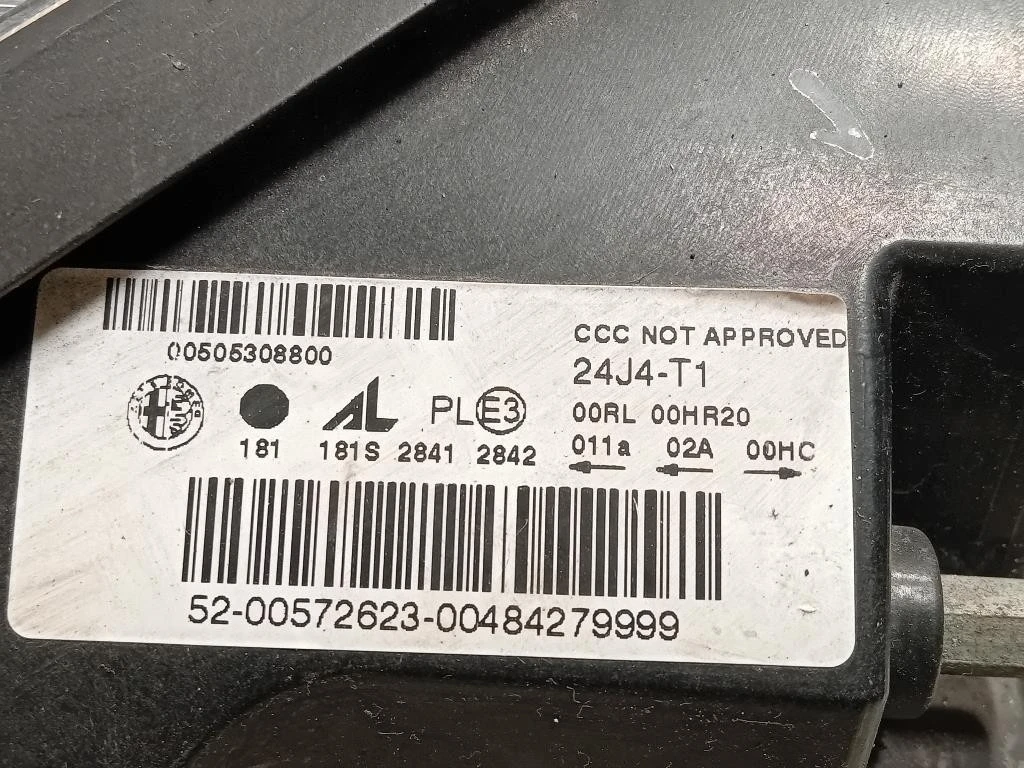 00505308800
CCC NOT APPROVED
24J4-T1
AL PL E3
00RL 00HR20
181 181S 2841 2842
011a 02A 00HC
52-00572623-00484279999